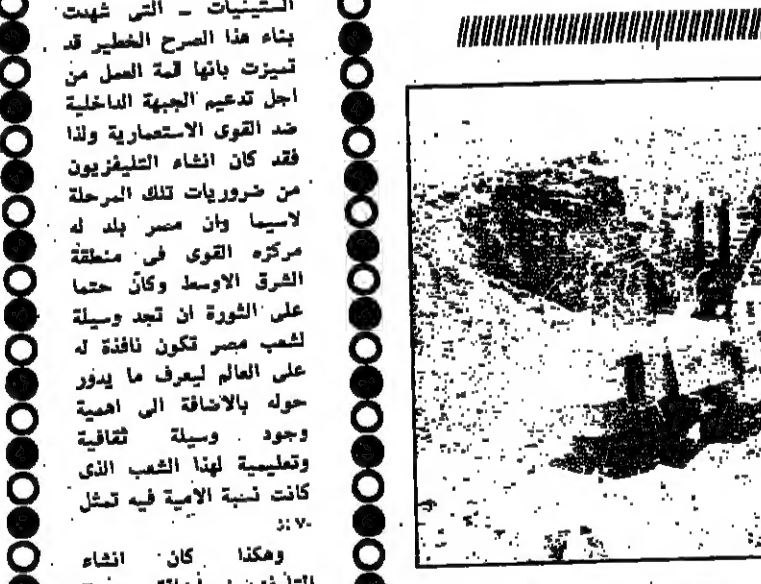 الستينيات ــ التى شهدت
بناء هذا الصرح الخطير قد
تميزت بانها قمة العمل من
اجل تدعيم الجبهة الداخلية
ضد القوى الاستعمارية ولذا
فقد كان انشاء التليفزيون
من ضروريات تلك المرحلة
لاسيما وان مصر بلد له
مركزه القوى فى منطقة
الشرق الاوسط وكان حتما
على الثورة ان تجد وسيلة
لشعب مصر تكون نافذة له
على العالم ليعرف ما يدور
حوله بالاضافة الى اهمية
وجود وسيلة ثقافية
وتعليمية لهذا الشعب الذى
كانت نسبة الامية فيه تمثل
٧٠٪
وهكذا كان انشاء